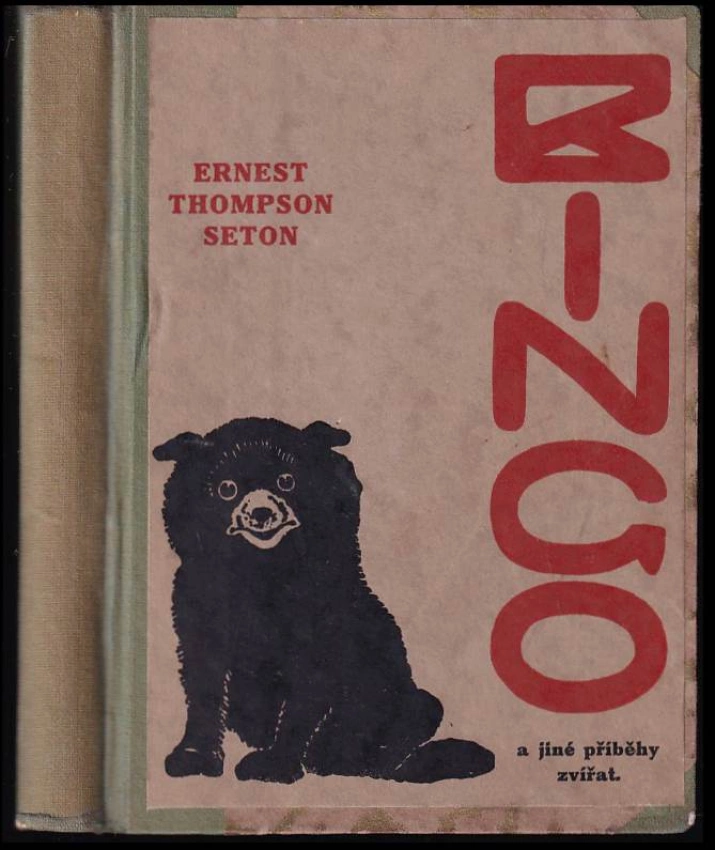 ERNEST
THOMPSON
SETON
BINGO
a jiné příběhy
zvířat.